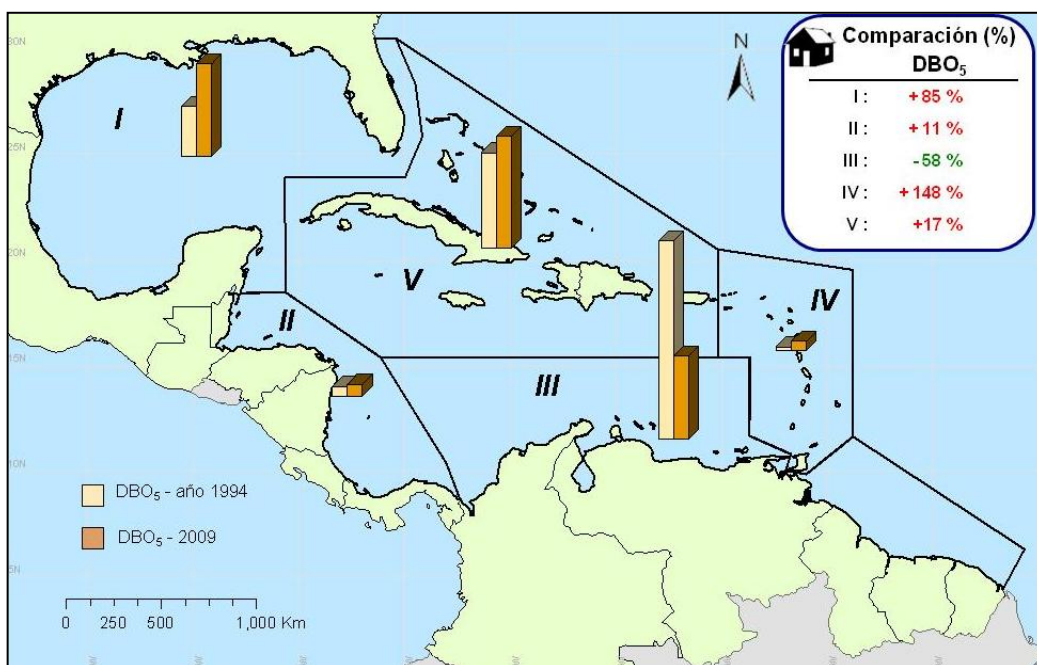 Comparación (%)
DBO₅
I : +85 %
II : +11 %
III : -58 %
IV : +148 %
V : +17 %
N
30N
25N
20N
15N
10N
5N
I
II
III
IV
V
DBO₅ - año 1994
DBO₅ - 2009
0 250 500 1,000 Km